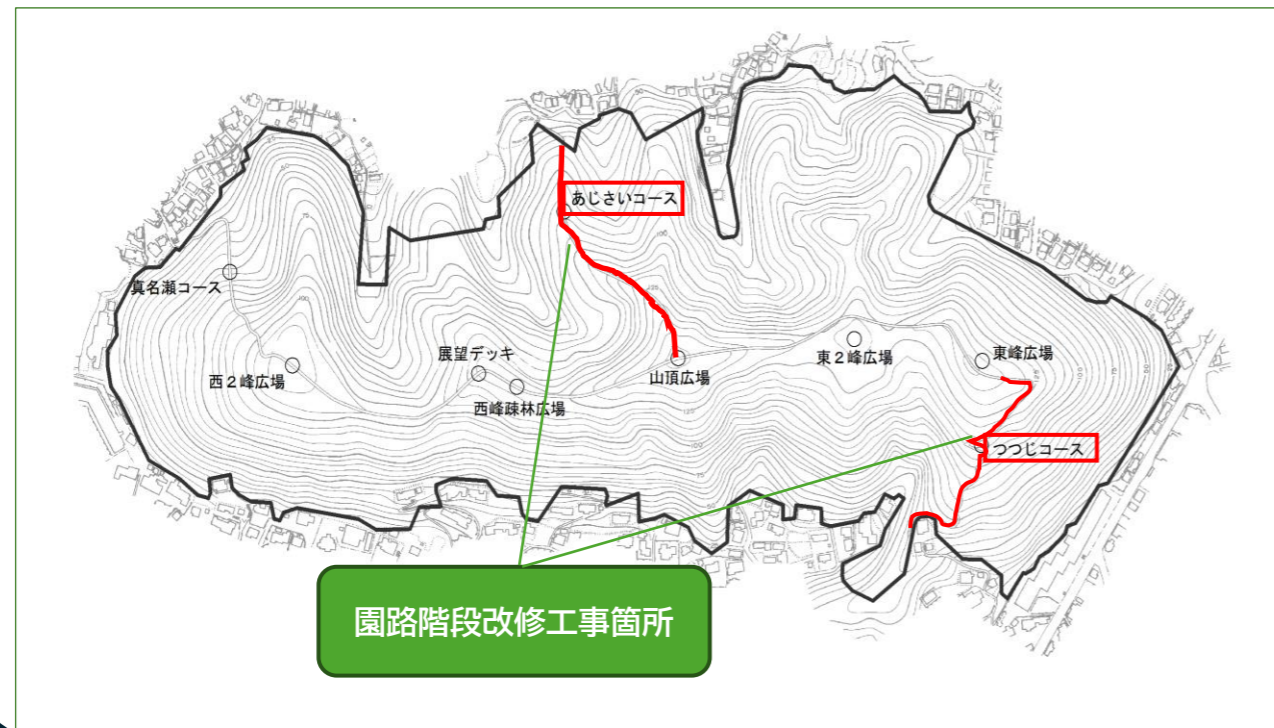 あじさいコース
真名瀬コース
西2峰広場
展望デッキ
西峰疎林広場
山頂広場
東2峰広場
東峰広場
つつじコース
園路階段改修工事箇所